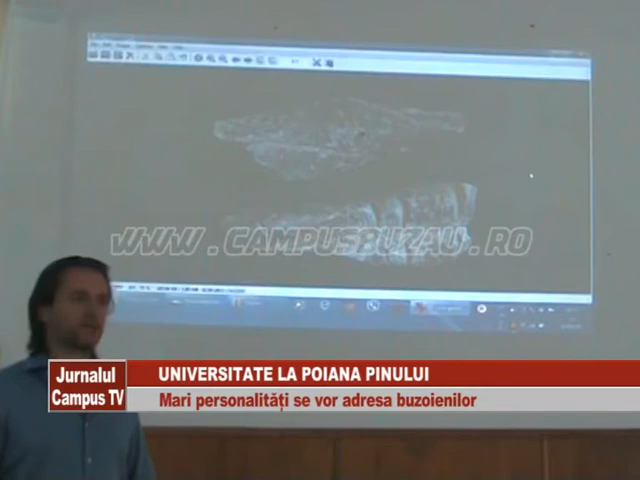 WWW.CAMPUSBUZAU.RO
Jurnalul
Campus TV
UNIVERSITATE LA POIANA PINULUI
Mari personalități se vor adresa buzoienilor